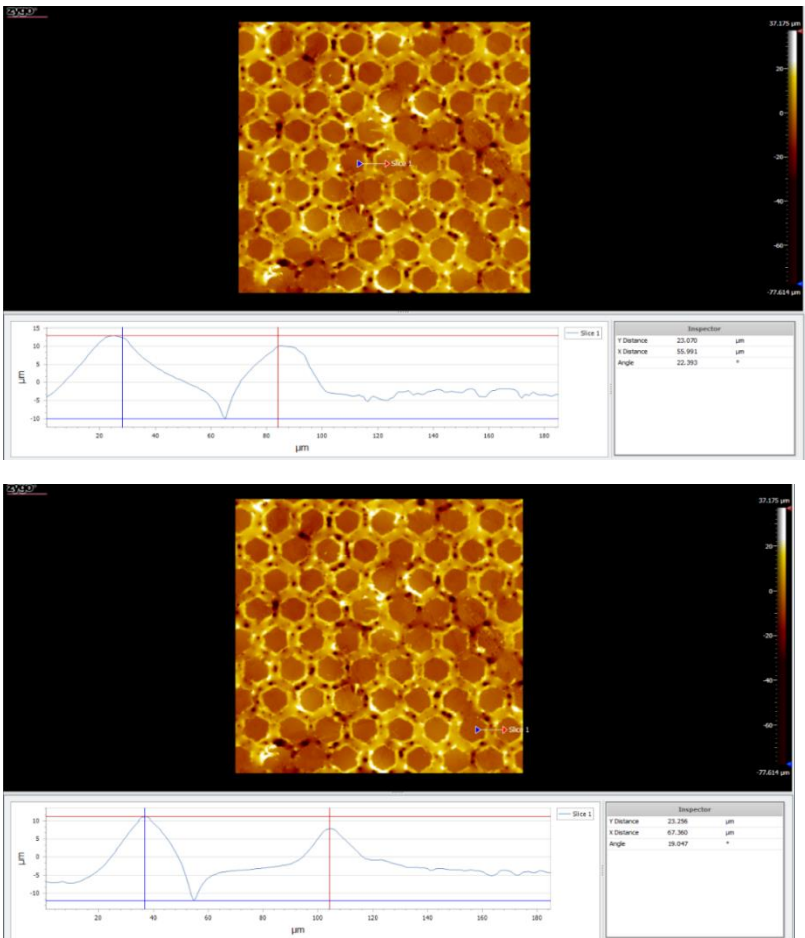 zygo
37.175 µm
20
0
-20
-40
-60
-77.614 µm
Slice 1
15
10
5
0
-5
-10
µm
20
40
60
80
100
120
140
160
180
µm
Slice 1
Inspector
Y Distance 23.070 µm
X Distance 55.991 µm
Angle 22.393 °
zygo
37.175 µm
20
0
-20
-40
-60
-77.614 µm
Slice 1
10
5
0
-5
-10
µm
20
40
60
80
100
120
140
160
180
µm
Slice 1
Inspector
Y Distance 23.256 µm
X Distance 67.360 µm
Angle 19.047 °